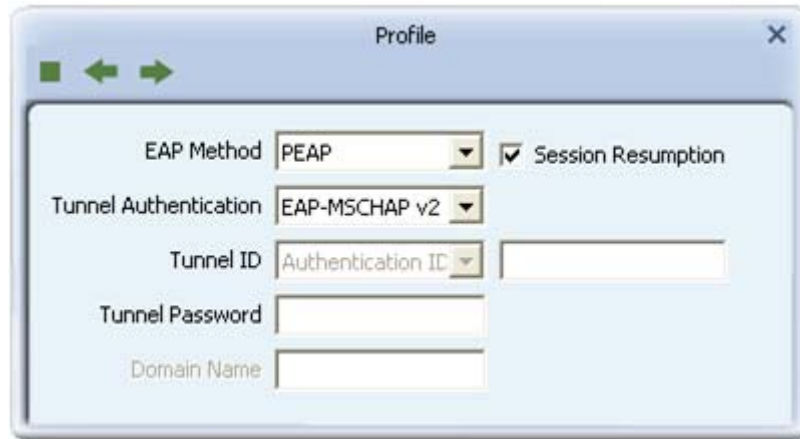 Profile
EAP Method PEAP Session Resumption
Tunnel Authentication EAP-MSCHAP v2
Tunnel ID Authentication ID
Tunnel Password
Domain Name